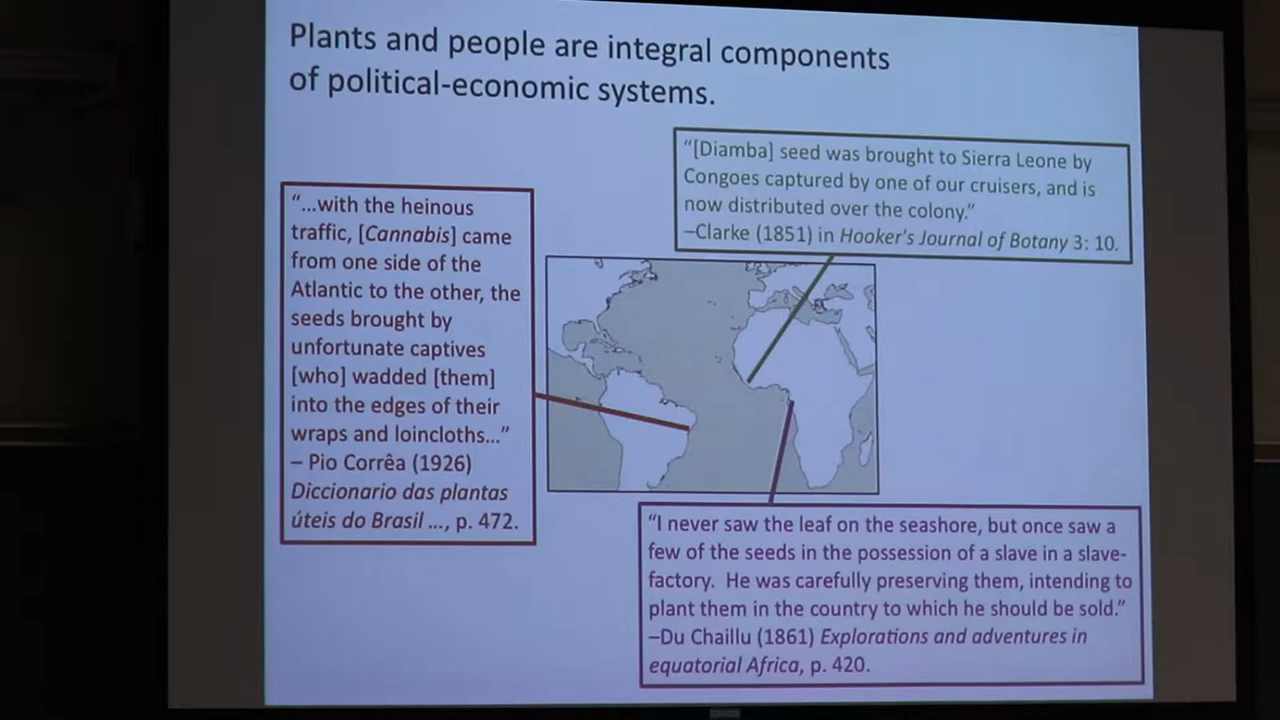 Plants and people are integral components
of political-economic systems.
“[Diamba] seed was brought to Sierra Leone by
Congoes captured by one of our cruisers, and is
now distributed over the colony.”
–Clarke (1851) in Hooker's Journal of Botany 3: 10.
“...with the heinous
traffic, [Cannabis] came
from one side of the
Atlantic to the other, the
seeds brought by
unfortunate captives
[who] wadded [them]
into the edges of their
wraps and loincloths...”
– Pio Corrêa (1926)
Diccionario das plantas
úteis do Brasil ..., p. 472.
“I never saw the leaf on the seashore, but once saw a
few of the seeds in the possession of a slave in a slave-
factory.  He was carefully preserving them, intending to
plant them in the country to which he should be sold.”
–Du Chaillu (1861) Explorations and adventures in
equatorial Africa, p. 420.